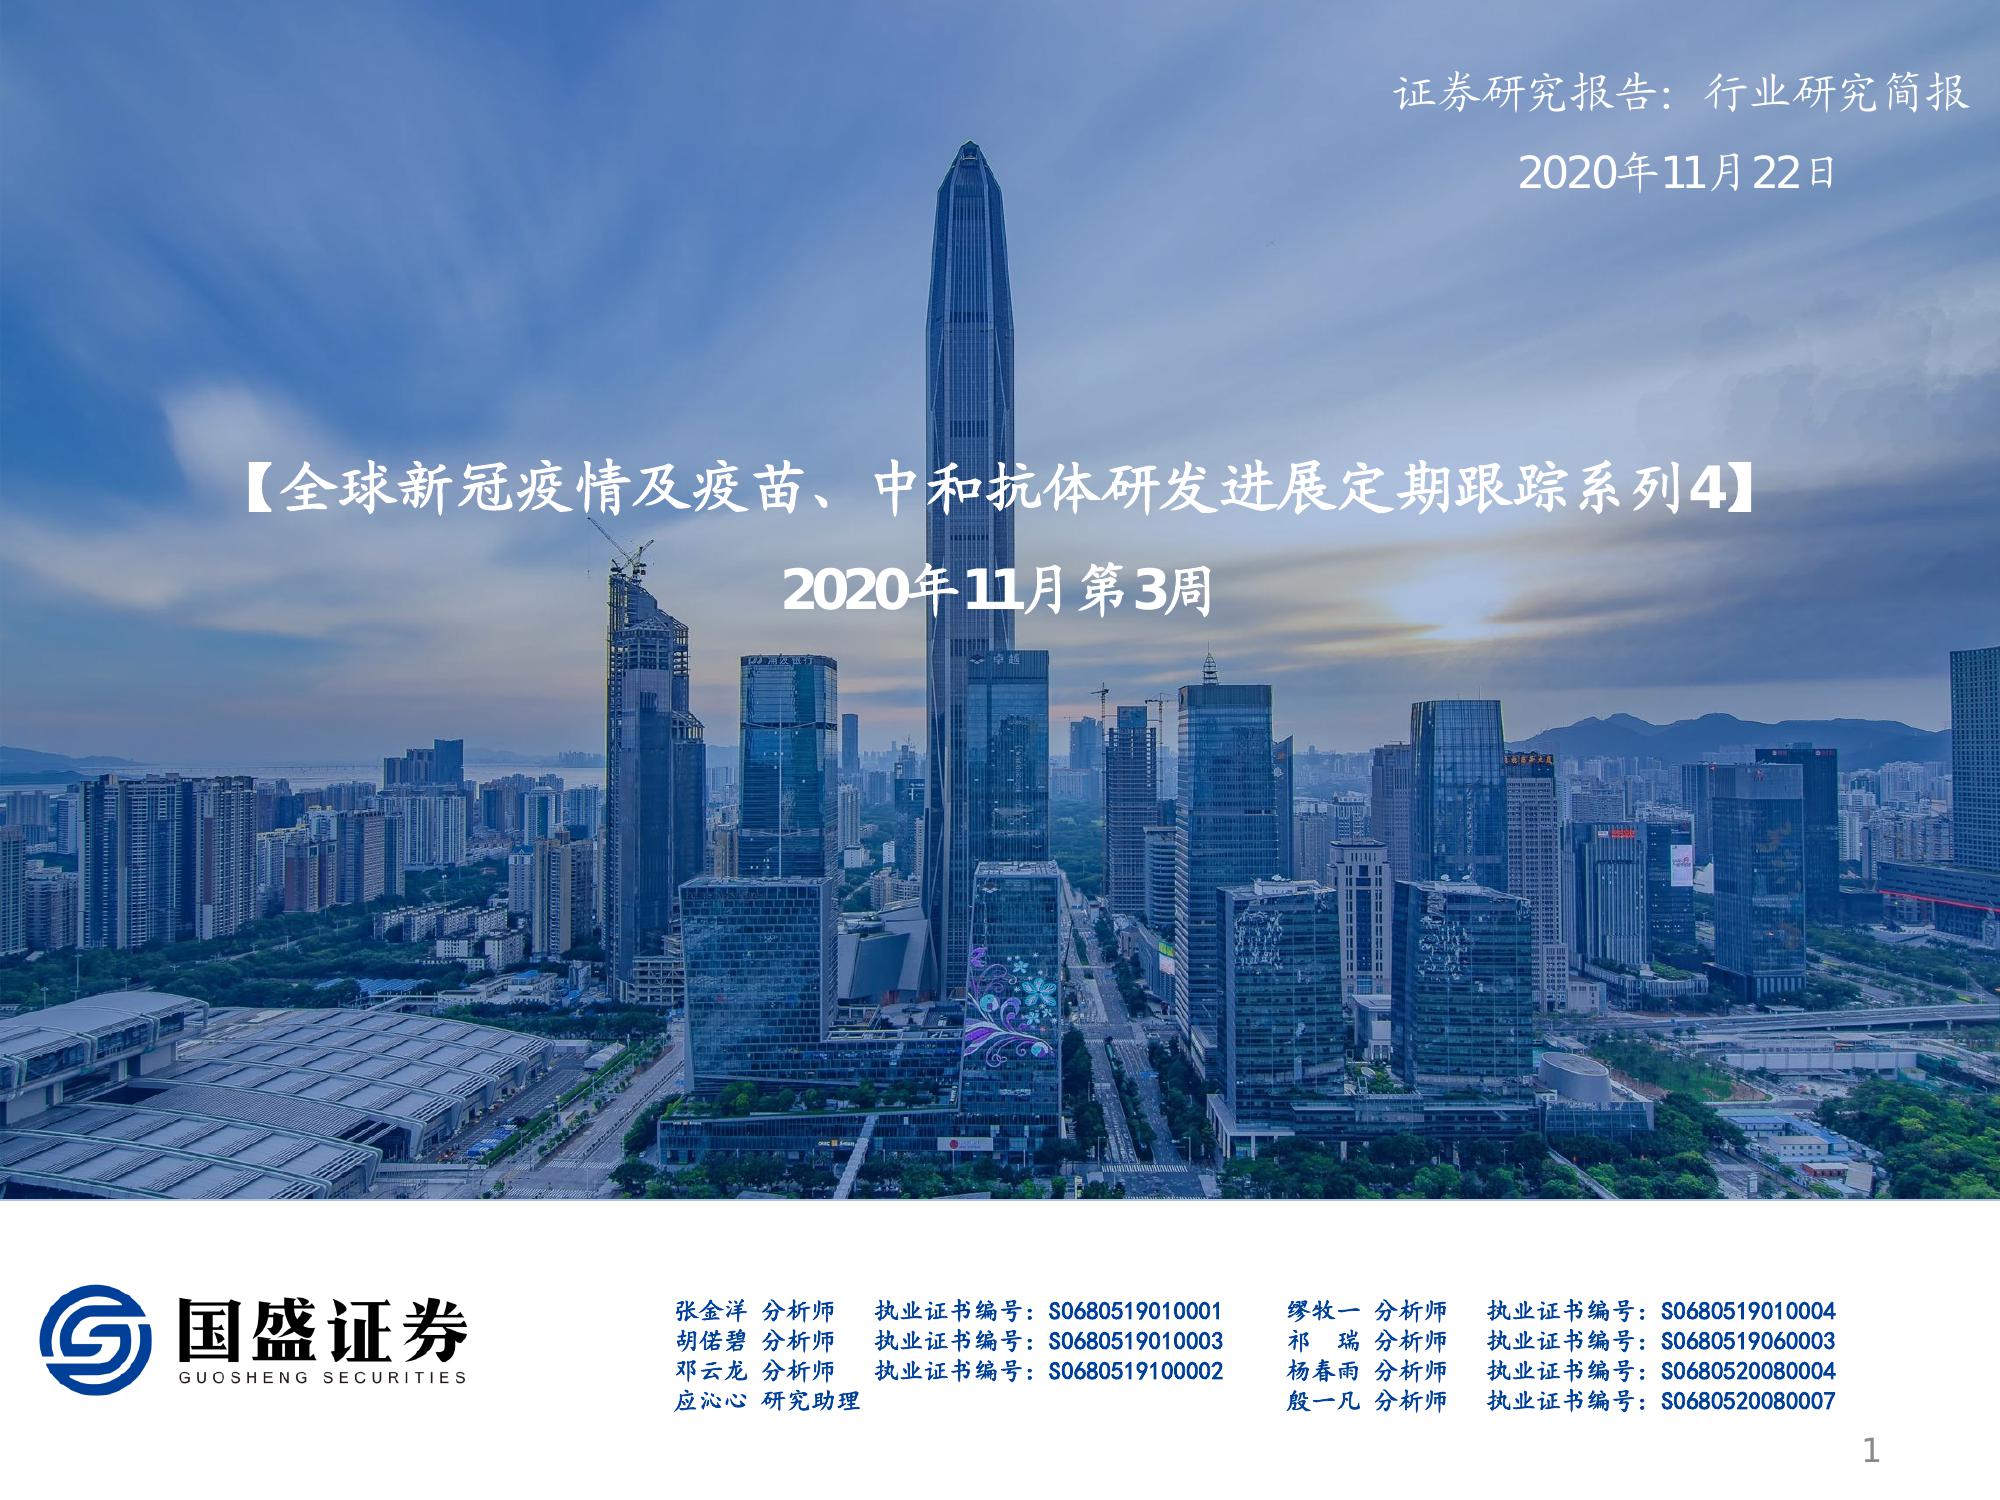 证券研究报告：行业研究简报
2020年11月22日
【全球新冠疫情及疫苗、中和抗体研发进展定期跟踪系列4】
2020年11月第3周
浦发银行
卓越
国盛证券
GUOSHENG SECURITIES
张金洋 分析师 执业证书编号：S0680519010001
胡偌碧 分析师 执业证书编号：S0680519010003
邓云龙 分析师 执业证书编号：S0680519100002
应沁心 研究助理
缪牧一 分析师 执业证书编号：S0680519010004
祁 瑞 分析师 执业证书编号：S0680519060003
杨春雨 分析师 执业证书编号：S0680520080004
殷一凡 分析师 执业证书编号：S0680520080007
1